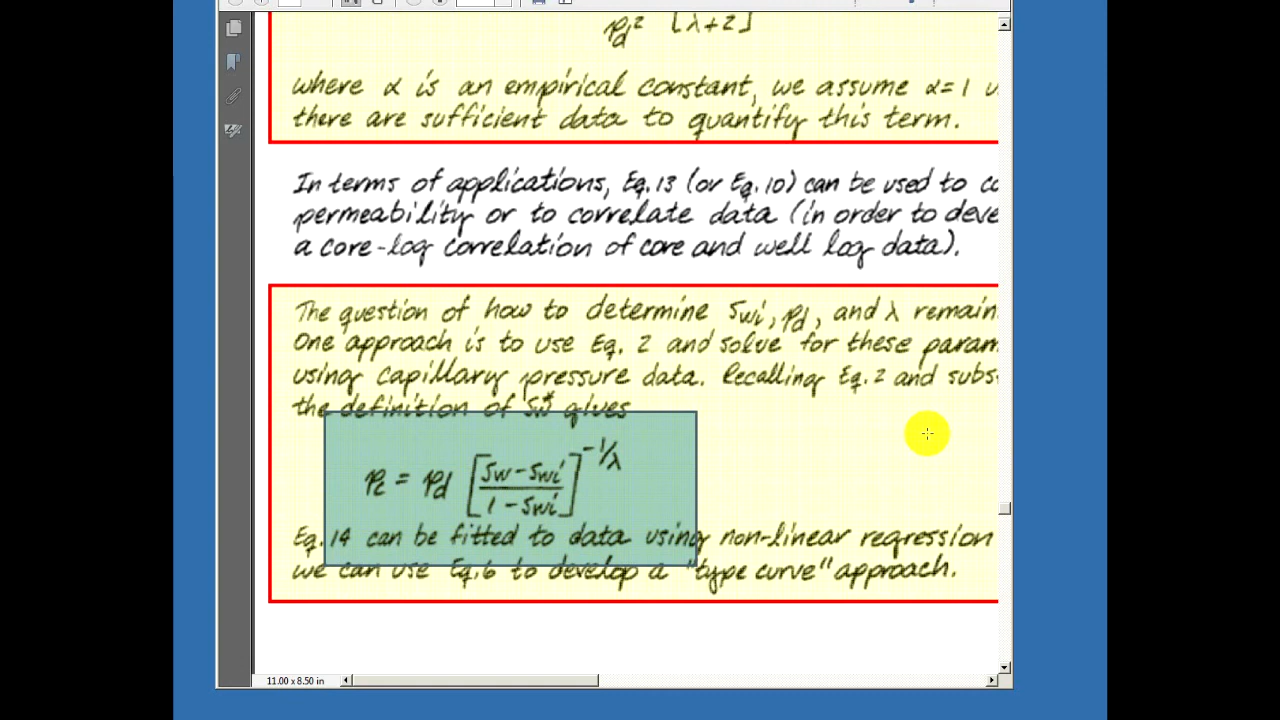 pd² [λ+2]
where α is an empirical constant, we assume α=1
there are sufficient data to quantify this term.
In terms of applications, Eq.13 (or Eq.10) can be used to
permeability or to correlate data (in order to
a core-log correlation of core and well log data).
The question of how to determine Swi, pd, and λ remain
One approach is to use Eq. 2 and solve for these param
using capillary pressure data. Recalling Eq.2 and subs
the definition of Sw* gives
pc = pd [Sw-Swi / 1-Swi]^-1/λ
Eq.14 can be fitted to data using non-linear regression
we can use Eq.6 to develop a "type curve" approach.
11.00 x 8.50 in